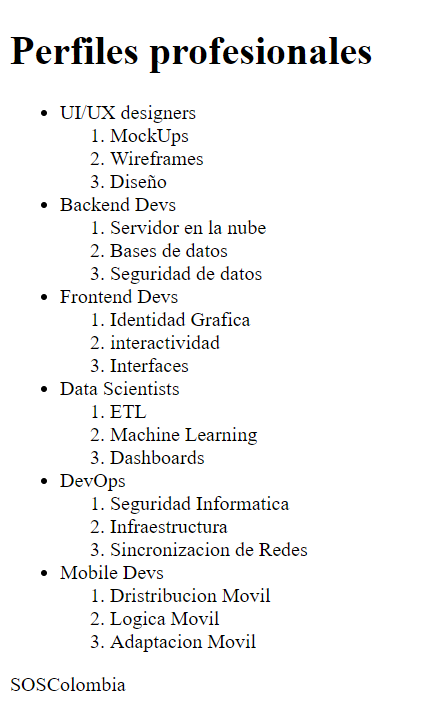 Perfiles profesionales
• UI/UX designers
1. MockUps
2. Wireframes
3. Diseño
• Backend Devs
1. Servidor en la nube
2. Bases de datos
3. Seguridad de datos
• Frontend Devs
1. Identidad Grafica
2. interactividad
3. Interfaces
• Data Scientists
1. ETL
2. Machine Learning
3. Dashboards
• DevOps
1. Seguridad Informatica
2. Infraestructura
3. Sincronizacion de Redes
• Mobile Devs
1. Dristribucion Movil
2. Logica Movil
3. Adaptacion Movil
SOSColombia